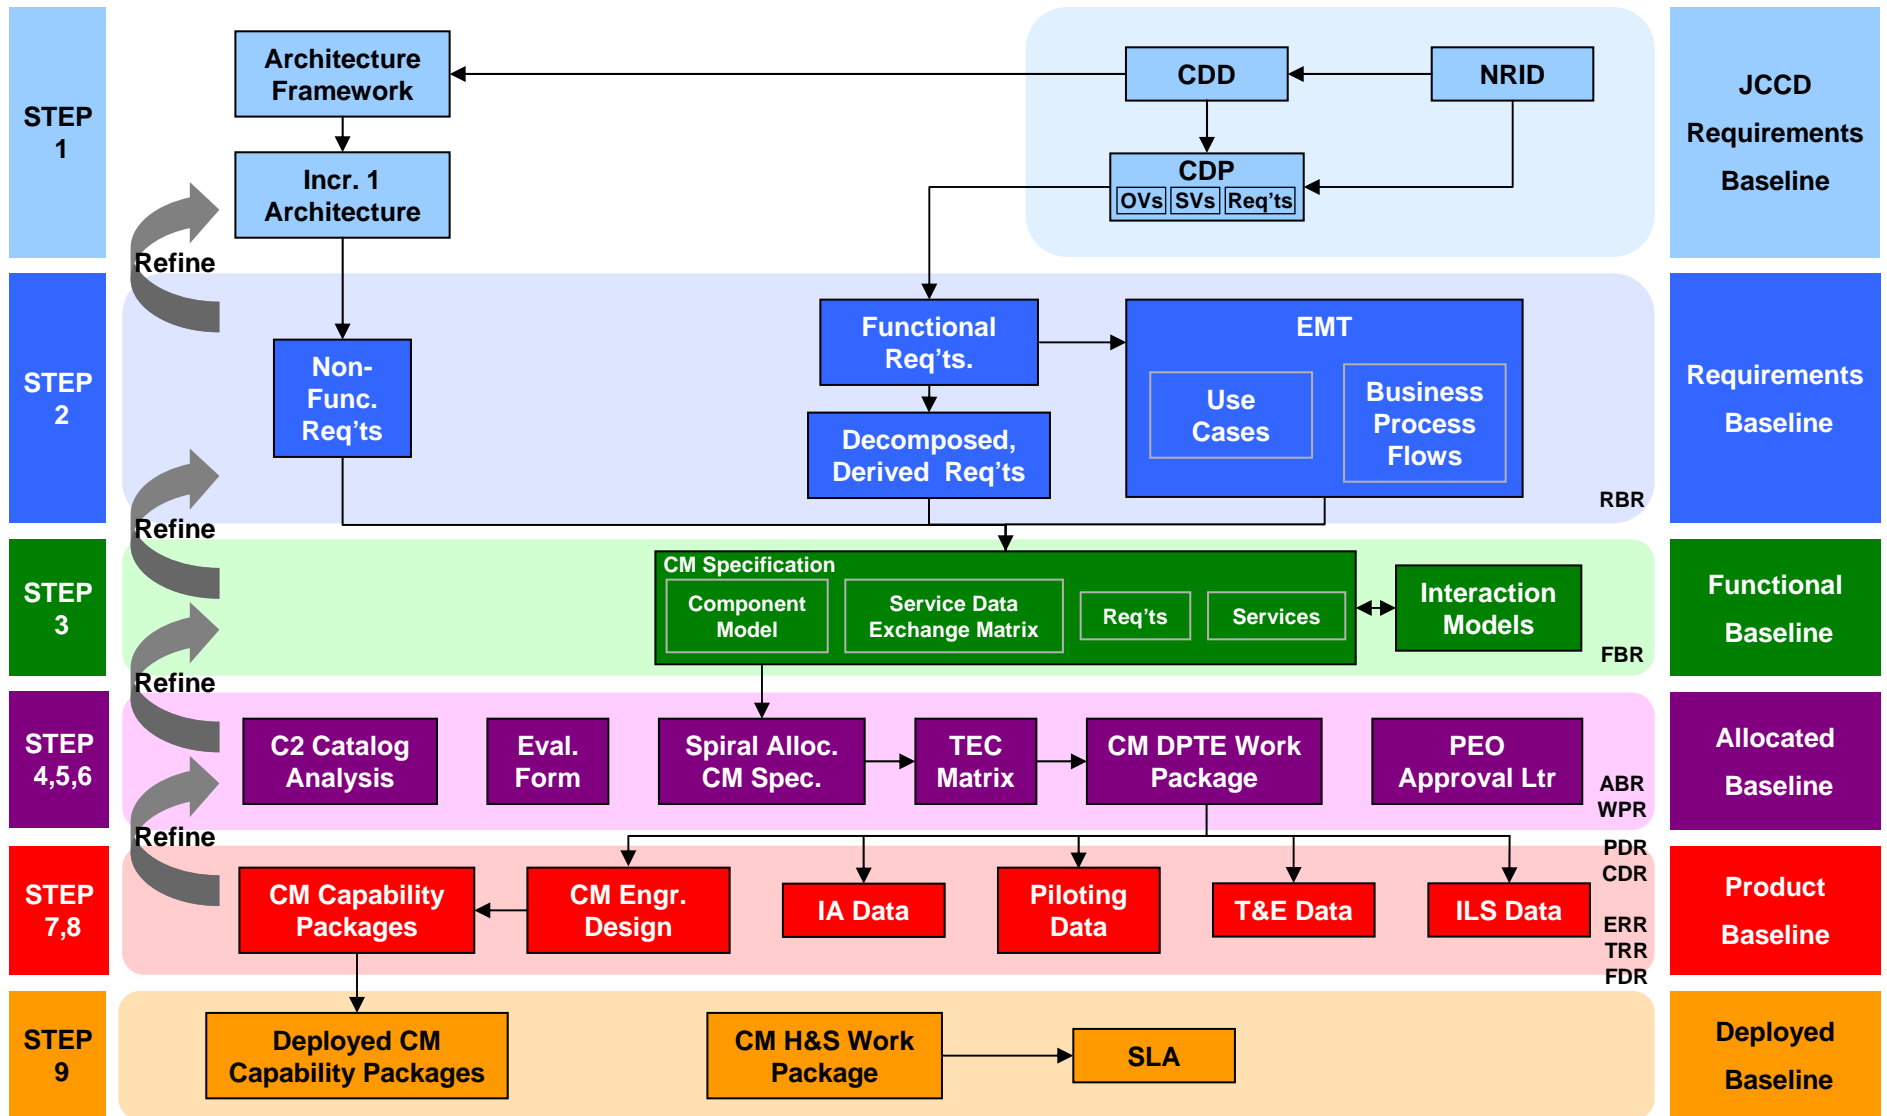 STEP
1
Architecture
Framework
CDD
NRID
JCCD
Requirements
Baseline
Incr. 1
Architecture
CDP
OVs
SVs
Req’ts
Refine
STEP
2
Non-
Func.
Req’ts
Functional
Req’ts.
Decomposed,
Derived Req’ts
EMT
Use
Cases
Business
Process
Flows
RBR
Requirements
Baseline
Refine
STEP
3
CM Specification
Component
Model
Service Data
Exchange Matrix
Req’ts
Services
Interaction
Models
FBR
Functional
Baseline
Refine
STEP
4,5,6
C2 Catalog
Analysis
Eval.
Form
Spiral Alloc.
CM Spec.
TEC
Matrix
CM DPTE Work
Package
PEO
Approval Ltr
ABR
WPR
Allocated
Baseline
Refine
STEP
7,8
CM Capability
Packages
CM Engr.
Design
IA Data
Piloting
Data
T&E Data
ILS Data
PDR
CDR
ERR
TRR
FDR
Product
Baseline
STEP
9
Deployed CM
Capability Packages
CM H&S Work
Package
SLA
Deployed
Baseline